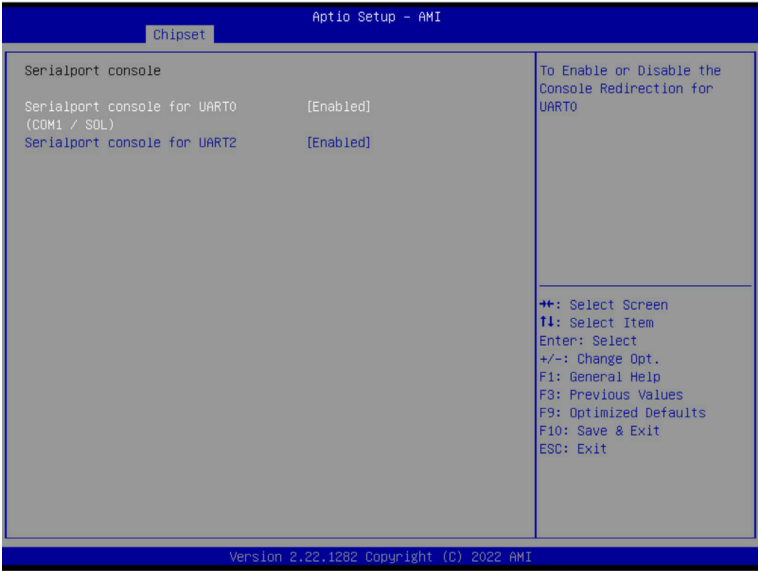 Aptio Setup – AMI
Chipset
Serialport console
Serialport console for UART0 [Enabled]
(COM1 / SOL)
Serialport console for UART2 [Enabled]
To Enable or Disable the
Console Redirection for
UART0
→←: Select Screen
↑↓: Select Item
Enter: Select
+/-: Change Opt.
F1: General Help
F3: Previous Values
F9: Optimized Defaults
F10: Save & Exit
ESC: Exit
Version 2.22.1282 Copyright (C) 2022 AMI